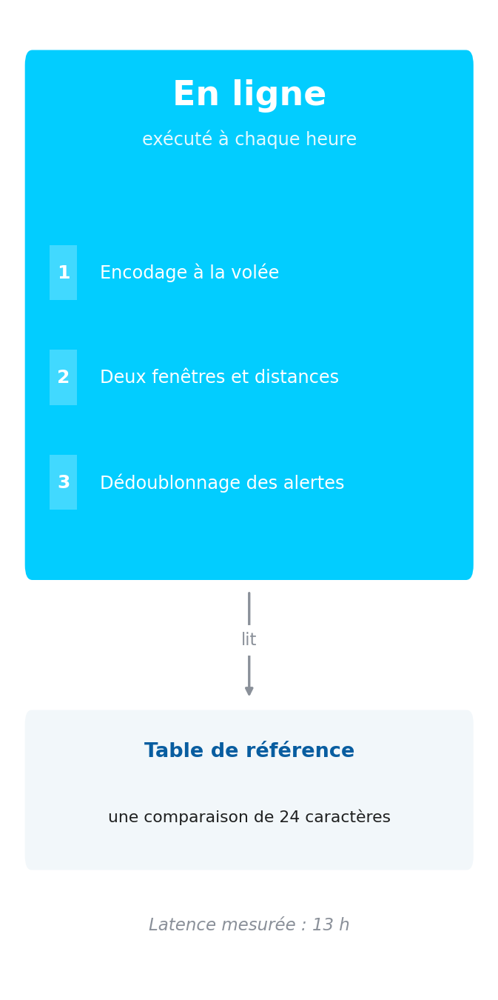 En ligne
exécuté à chaque heure
1 Encodage à la volée
2 Deux fenêtres et distances
3 Dédoublonnage des alertes
lit
Table de référence
une comparaison de 24 caractères
Latence mesurée : 13 h